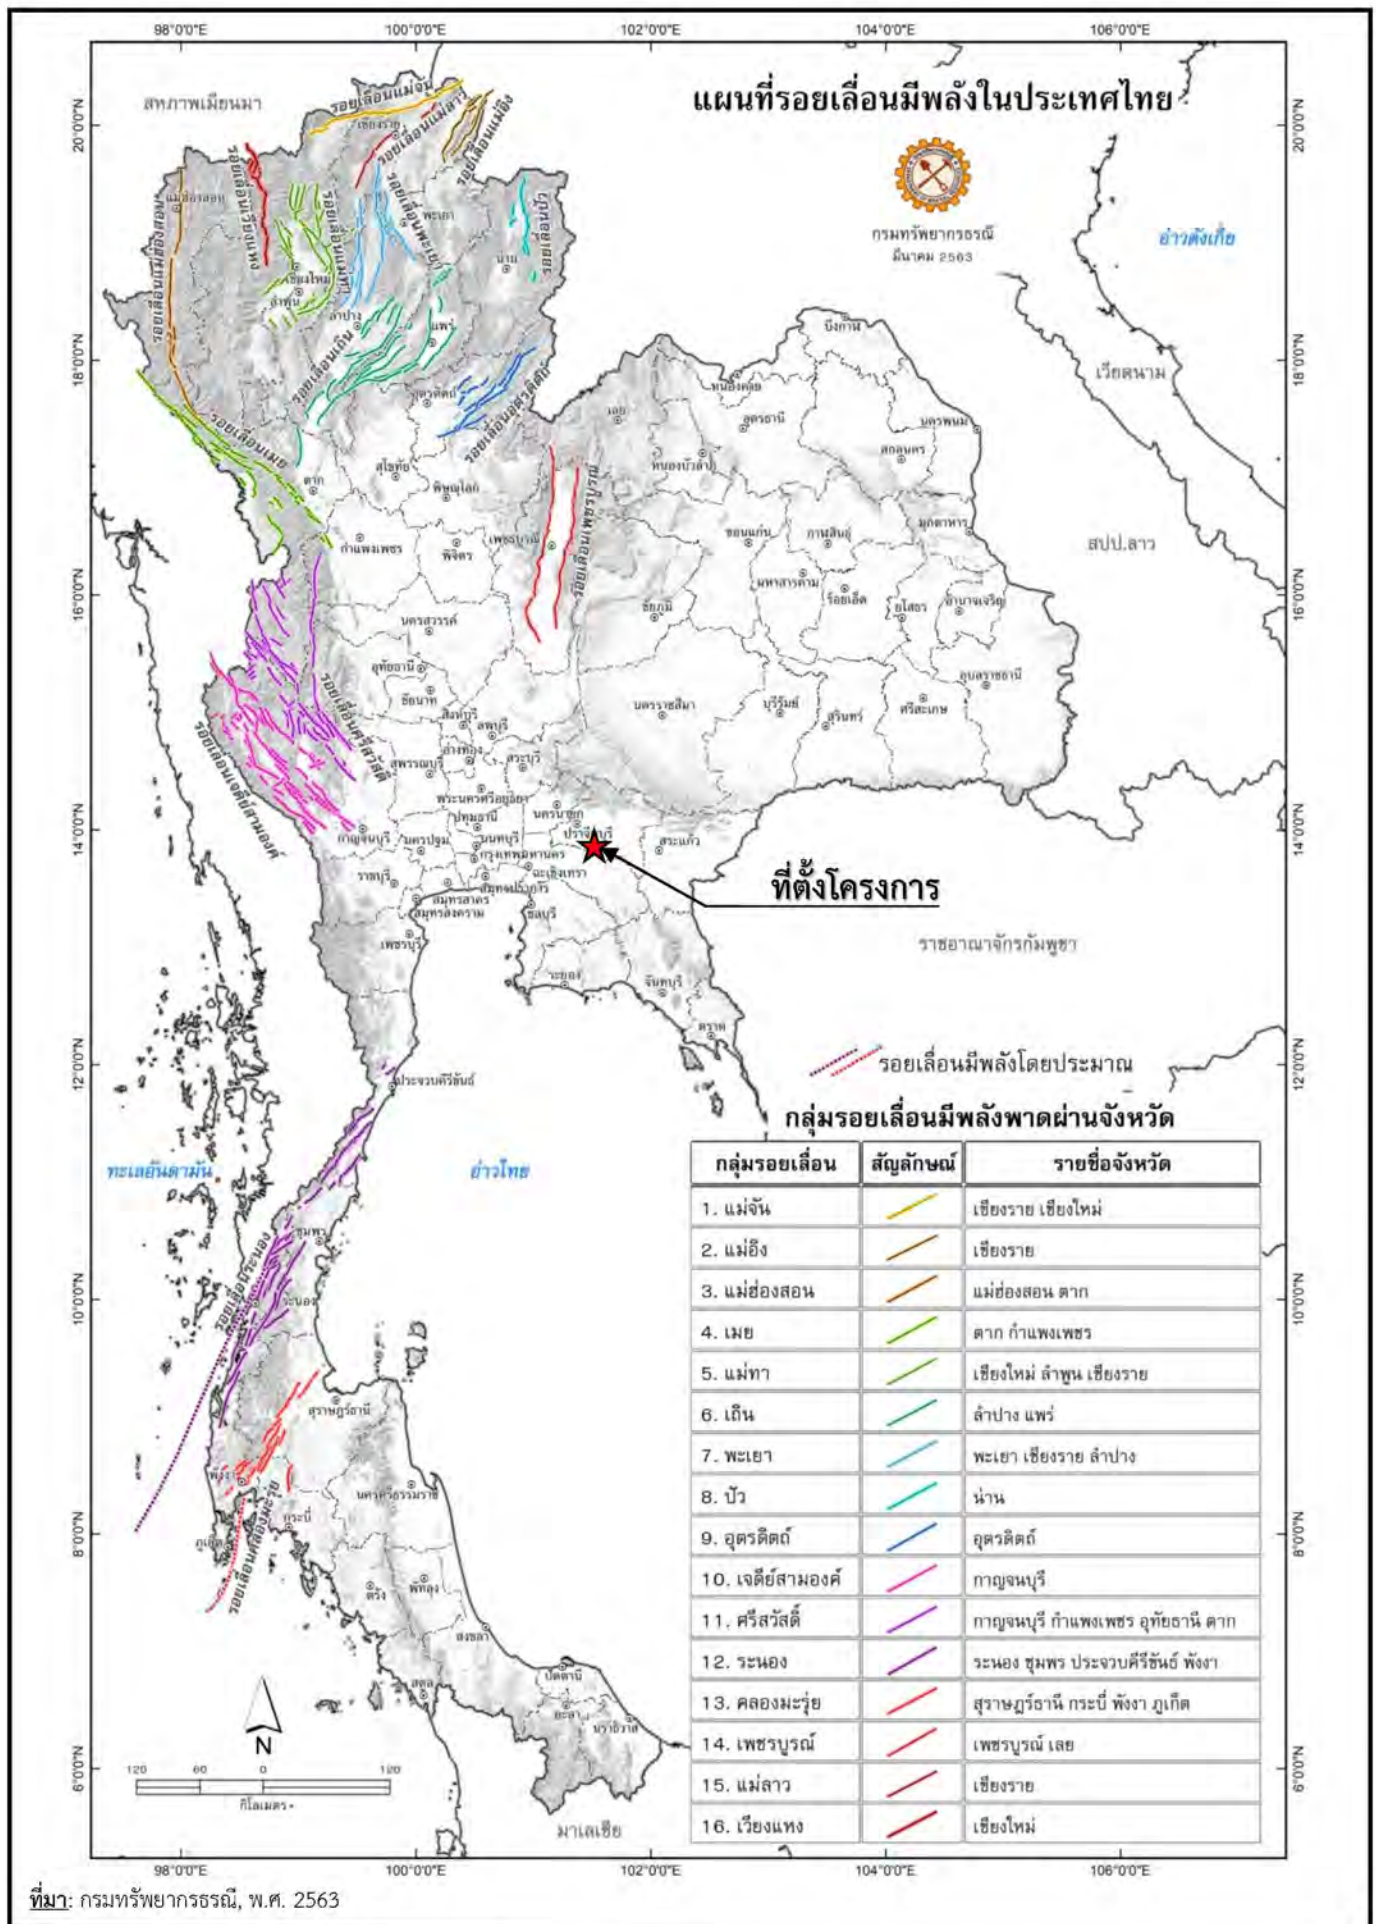 98°0'0"E 100°0'0"E 102°0'0"E 104°0'0"E 106°0'0"E
แผนที่รอยเลื่อนมีพลังในประเทศไทย
กรมทรัพยากรธรณี
มีนาคม 2563
สหภาพเมียนมา
อ่าวตังเกี๋ย
เวียดนาม
สปป.ลาว
ราชอาณาจักรกัมพูชา
ทะเลอันดามัน
อ่าวไทย
มาเลเซีย
20°0'0"N
18°0'0"N
16°0'0"N
14°0'0"N
12°0'0"N
10°0'0"N
8°0'0"N
6°0'0"N
20°0'0"N
18°0'0"N
16°0'0"N
14°0'0"N
12°0'0"N
10°0'0"N
8°0'0"N
6°0'0"N
รอยเลื่อนแม่จัน
รอยเลื่อนแม่ลาว
รอยเลื่อนแม่อิง
รอยเลื่อนเวียงแหง
รอยเลื่อนแม่ฮ่องสอน
รอยเลื่อนแม่ทา
รอยเลื่อนพะเยา
รอยเลื่อนปัว
รอยเลื่อนเถิน
รอยเลื่อนอุตรดิตถ์
รอยเลื่อนเมย
รอยเลื่อนเพชรบูรณ์
รอยเลื่อนศรีสวัสดิ์
รอยเลื่อนเจดีย์สามองค์
รอยเลื่อนระนอง
รอยเลื่อนคลองมะรุ่ย
เชียงราย
แม่ฮ่องสอน
พะเยา
น่าน
เชียงใหม่
ลำพูน
ลำปาง
แพร่
อุตรดิตถ์
สุโขทัย
ตาก
พิษณุโลก
กำแพงเพชร
พิจิตร
เพชรบูรณ์
เลย
หนองคาย
บึงกาฬ
อุดรธานี
นครพนม
สกลนคร
หนองบัวลำภู
ขอนแก่น
กาฬสินธุ์
มุกดาหาร
มหาสารคาม
ร้อยเอ็ด
ยโสธร
อำนาจเจริญ
ชัยภูมิ
นครสวรรค์
อุทัยธานี
ชัยนาท
สิงห์บุรี
ลพบุรี
อ่างทอง
สระบุรี
สุพรรณบุรี
นครราชสีมา
บุรีรัมย์
สุรินทร์
ศรีสะเกษ
อุบลราชธานี
พระนครศรีอยุธยา
นครนายก
ปทุมธานี
ปราจีนบุรี
สระแก้ว
กาญจนบุรี
นครปฐม
นนทบุรี
กรุงเทพมหานคร
ฉะเชิงเทรา
ราชบุรี
สมุทรปราการ
สมุทรสาคร
สมุทรสงคราม
ชลบุรี
เพชรบุรี
ระยอง
จันทบุรี
ตราด
ประจวบคีรีขันธ์
ชุมพร
ระนอง
สุราษฎร์ธานี
พังงา
นครศรีธรรมราช
กระบี่
ภูเก็ต
ตรัง
พัทลุง
สงขลา
สตูล
ปัตตานี
ยะลา
นราธิวาส
ที่ตั้งโครงการ
รอยเลื่อนมีพลังโดยประมาณ
กลุ่มรอยเลื่อนมีพลังพาดผ่านจังหวัด
กลุ่มรอยเลื่อน สัญลักษณ์ รายชื่อจังหวัด
1. แม่จัน เชียงราย เชียงใหม่
2. แม่อิง เชียงราย
3. แม่ฮ่องสอน แม่ฮ่องสอน ตาก
4. เมย ตาก กำแพงเพชร
5. แม่ทา เชียงใหม่ ลำพูน เชียงราย
6. เถิน ลำปาง แพร่
7. พะเยา พะเยา เชียงราย ลำปาง
8. ปัว น่าน
9. อุตรดิตถ์ อุตรดิตถ์
10. เจดีย์สามองค์ กาญจนบุรี
11. ศรีสวัสดิ์ กาญจนบุรี กำแพงเพชร อุทัยธานี ตาก
12. ระนอง ระนอง ชุมพร ประจวบคีรีขันธ์ พังงา
13. คลองมะรุ่ย สุราษฎร์ธานี กระบี่ พังงา ภูเก็ต
14. เพชรบูรณ์ เพชรบูรณ์ เลย
15. แม่ลาว เชียงราย
16. เวียงแหง เชียงใหม่
N
120 60 0 120
กิโลเมตร
98°0'0"E 100°0'0"E 102°0'0"E 104°0'0"E 106°0'0"E
ที่มา: กรมทรัพยากรธรณี, พ.ศ. 2563